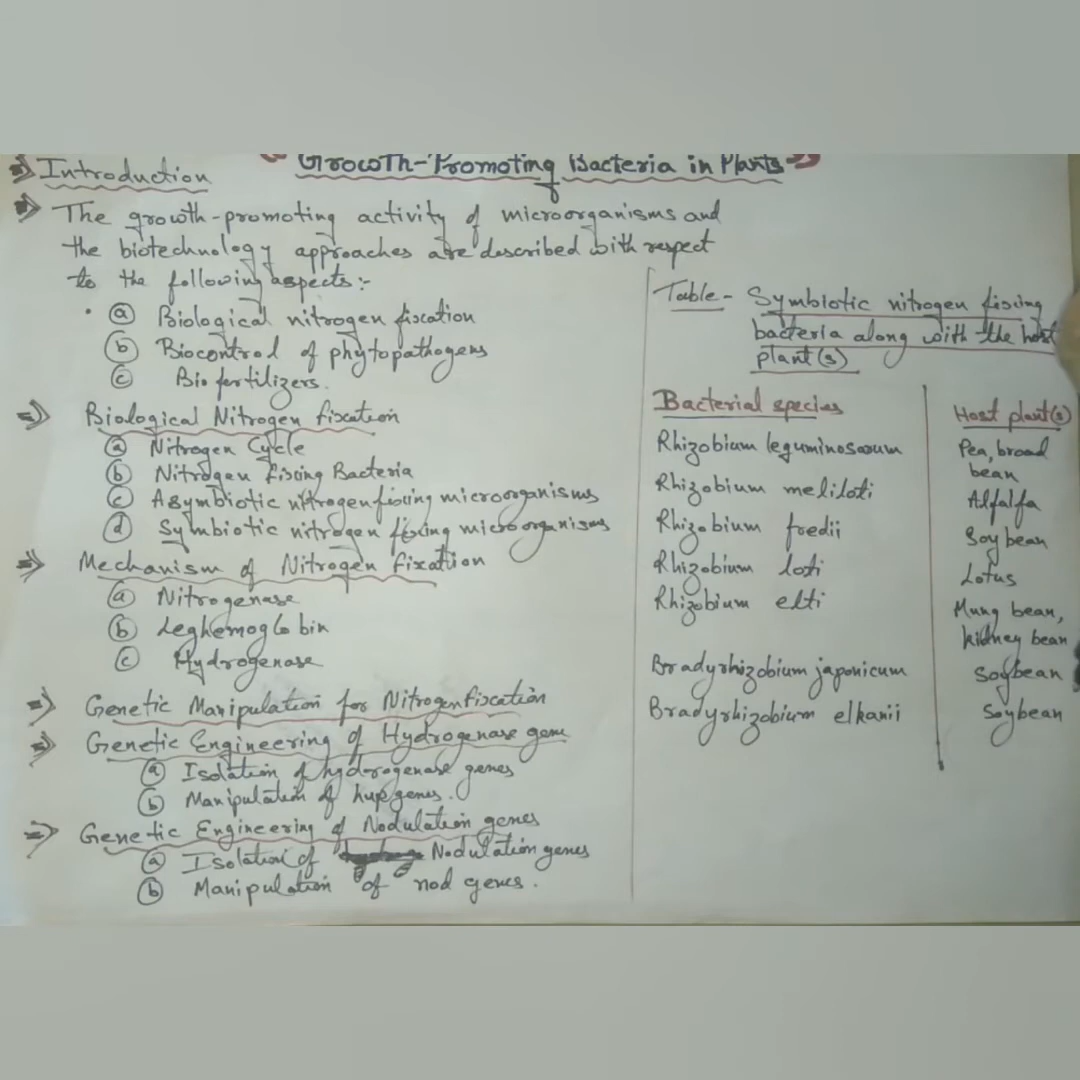 Growth-Promoting Bacteria in Plants
=> Introduction
=> The growth-promoting activity of microorganisms and
the biotechnology approaches are described with respect
to the following aspects:-
ⓐ Biological nitrogen fixation
ⓑ Biocontrol of phytopathogens
ⓒ Bio fertilizers.
=> Biological Nitrogen fixation
ⓐ Nitrogen Cycle
ⓑ Nitrogen fixing Bacteria
ⓒ Asymbiotic nitrogen fixing microorganisms
ⓓ Symbiotic nitrogen fixing microorganisms
=> Mechanism of Nitrogen fixation
ⓐ Nitrogenase
ⓑ Leghemoglobin
ⓒ Hydrogenase
=> Genetic Manipulation for Nitrogen fixation
=> Genetic Engineering of Hydrogenase gene
ⓐ Isolation of hydrogenase genes
ⓑ Manipulation of hup genes.
=> Genetic Engineering of Nodulation genes
ⓐ Isolation of Nodulation genes
ⓑ Manipulation of nod genes.
Table - Symbiotic nitrogen fixing
bacteria along with the host
plant(s)
Bacterial species Host plant(s)
Rhizobium leguminosarum Pea, broad
bean
Rhizobium meliloti Alfalfa
Rhizobium fredii Soybean
Rhizobium loti Lotus
Rhizobium elti Mung bean,
kidney bean
Bradyrhizobium japonicum Soybean
Bradyrhizobium elkanii Soybean